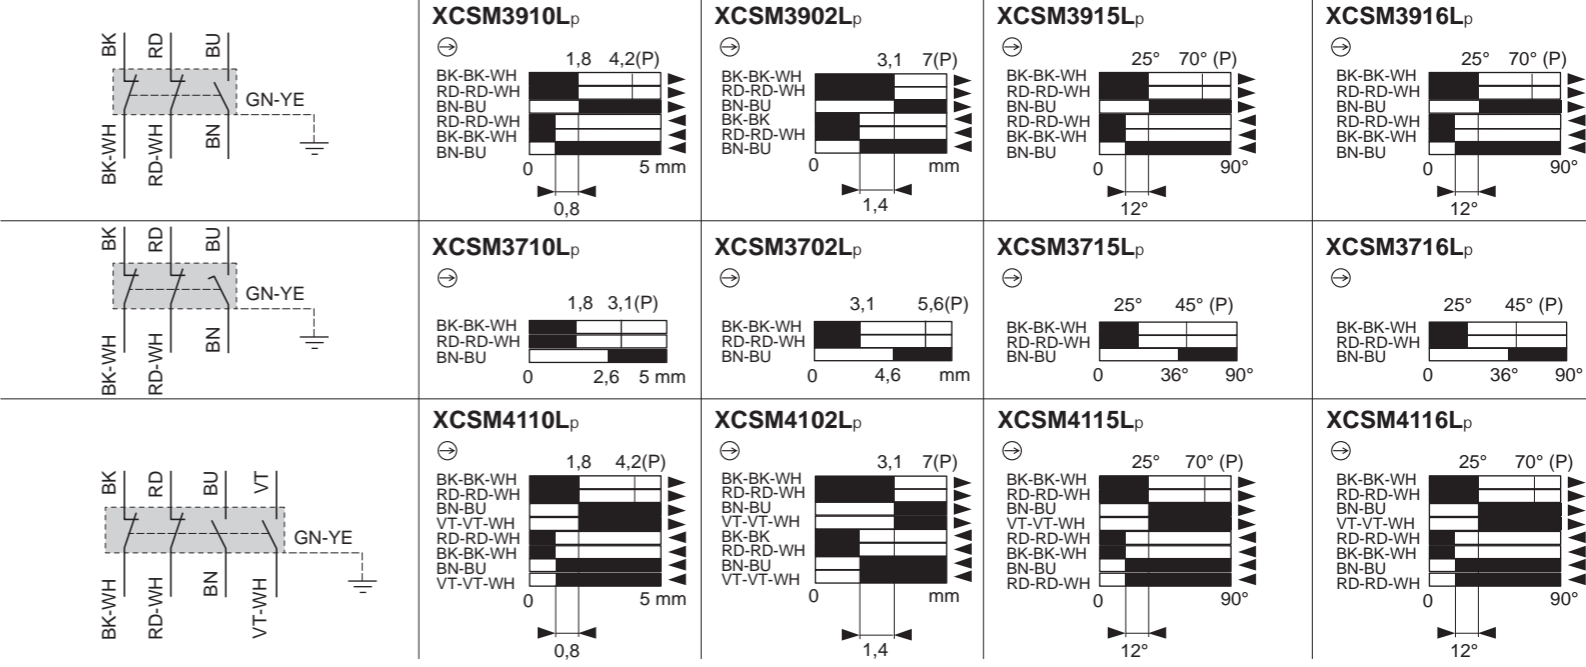 BK RD BU
GN-YE
BK-WH RD-WH BN
XCSM3910Lp
1,8 4,2(P)
BK-BK-WH
RD-RD-WH
BN-BU
RD-RD-WH
BK-BK-WH
BN-BU
0 5 mm
0,8
XCSM3902Lp
3,1 7(P)
BK-BK-WH
RD-RD-WH
BN-BU
BK-BK
RD-RD-WH
BN-BU
0 mm
1,4
XCSM3915Lp
25° 70° (P)
BK-BK-WH
RD-RD-WH
BN-BU
RD-RD-WH
BK-BK-WH
BN-BU
0 90°
12°
XCSM3916Lp
25° 70° (P)
BK-BK-WH
RD-RD-WH
BN-BU
RD-RD-WH
BK-BK-WH
BN-BU
0 90°
12°
BK RD BU
GN-YE
BK-WH RD-WH BN
XCSM3710Lp
1,8 3,1(P)
BK-BK-WH
RD-RD-WH
BN-BU
0 2,6 5 mm
XCSM3702Lp
3,1 5,6(P)
BK-BK-WH
RD-RD-WH
BN-BU
0 4,6 mm
XCSM3715Lp
25° 45° (P)
BK-BK-WH
RD-RD-WH
BN-BU
0 36° 90°
XCSM3716Lp
25° 45° (P)
BK-BK-WH
RD-RD-WH
BN-BU
0 36° 90°
BK RD BU VT
GN-YE
BK-WH RD-WH BN VT-WH
XCSM4110Lp
1,8 4,2(P)
BK-BK-WH
RD-RD-WH
BN-BU
VT-VT-WH
RD-RD-WH
BK-BK-WH
BN-BU
VT-VT-WH
0 5 mm
0,8
XCSM4102Lp
3,1 7(P)
BK-BK-WH
RD-RD-WH
BN-BU
VT-VT-WH
BK-BK
RD-RD-WH
BN-BU
VT-VT-WH
0 mm
1,4
XCSM4115Lp
25° 70° (P)
BK-BK-WH
RD-RD-WH
BN-BU
VT-VT-WH
RD-RD-WH
BK-BK-WH
BN-BU
RD-RD-WH
0 90°
12°
XCSM4116Lp
25° 70° (P)
BK-BK-WH
RD-RD-WH
BN-BU
VT-VT-WH
RD-RD-WH
BK-BK-WH
BN-BU
RD-RD-WH
0 90°
12°